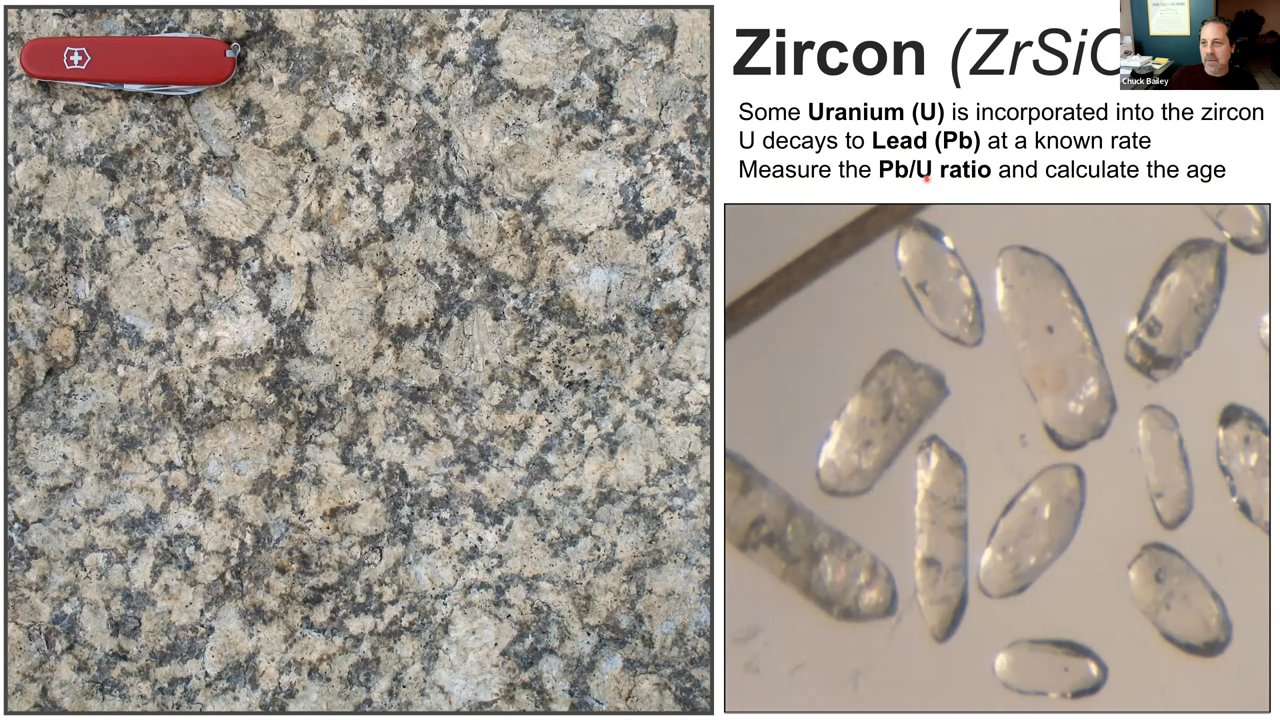 Zircon (ZrSiO
Chuck Bailey
Some Uranium (U) is incorporated into the zircon
U decays to Lead (Pb) at a known rate
Measure the Pb/U ratio and calculate the age